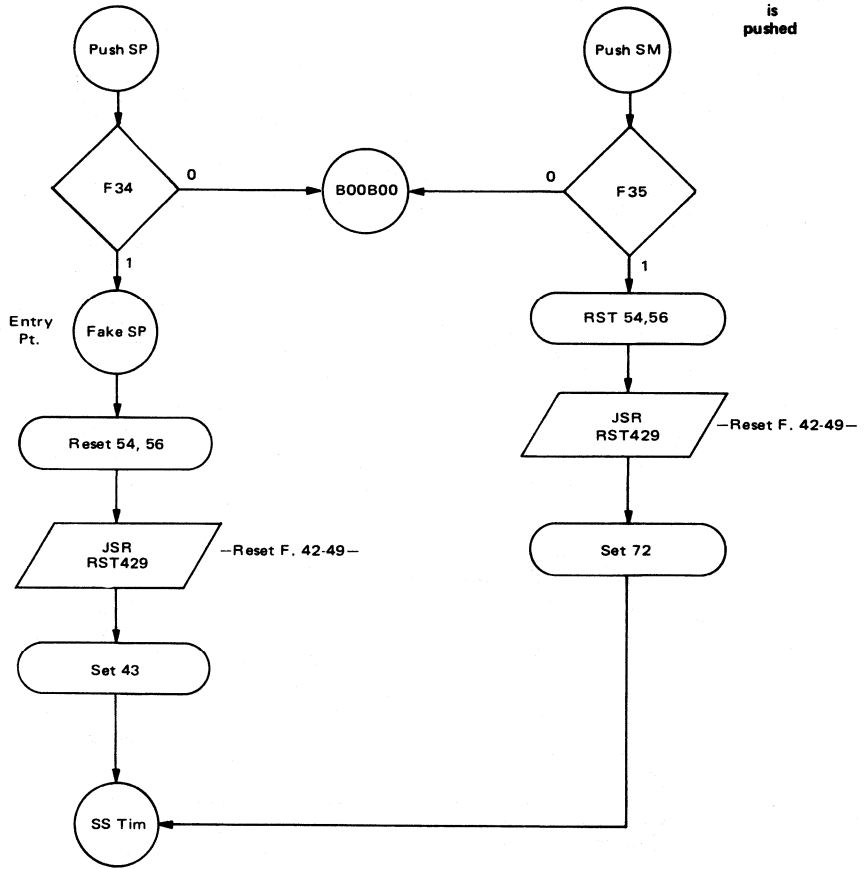 is
pushed
Push SP
Push SM
F34
0
B00B00
0
F35
1
1
Entry
Pt.
Fake SP
RST 54,56
JSR
RST429
—Reset F. 42-49—
Reset 54, 56
JSR
RST429
—Reset F. 42-49—
Set 72
Set 43
SS Tim